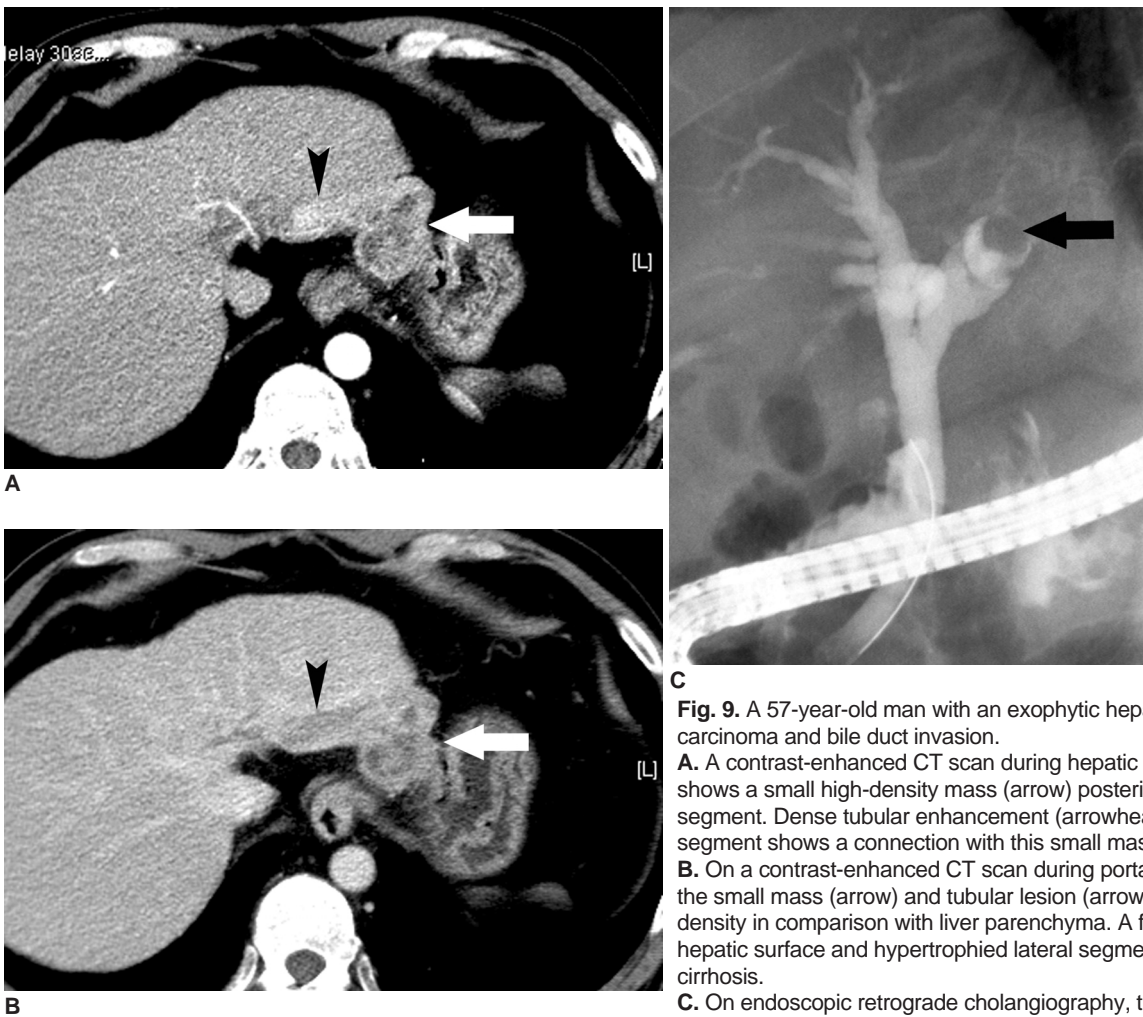 elay 30sec...
[L]
A
[L]
B
C
Fig. 9. A 57-year-old man with an exophytic hepa
carcinoma and bile duct invasion.
A. A contrast-enhanced CT scan during hepatic
shows a small high-density mass (arrow) posteri
segment. Dense tubular enhancement (arrowhea
segment shows a connection with this small mas
B. On a contrast-enhanced CT scan during porta
the small mass (arrow) and tubular lesion (arrow
density in comparison with liver parenchyma. A f
hepatic surface and hypertrophied lateral segme
cirrhosis.
C. On endoscopic retrograde cholangiography, t